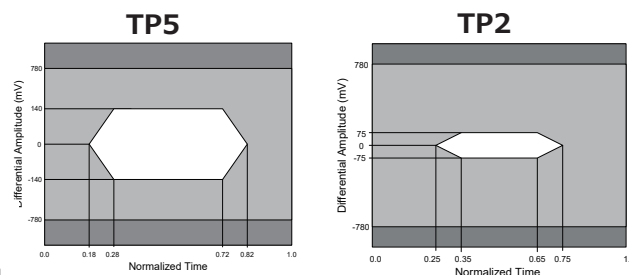 TP5
Differential Amplitude (mV)
780
140
0
-140
-780
0.0 0.18 0.28 0.72 0.82 1.0
Normalized Time
TP2
Differential Amplitude (mV)
780
75
0
-75
-780
0.0 0.25 0.35 0.65 0.75 1.
Normalized Time